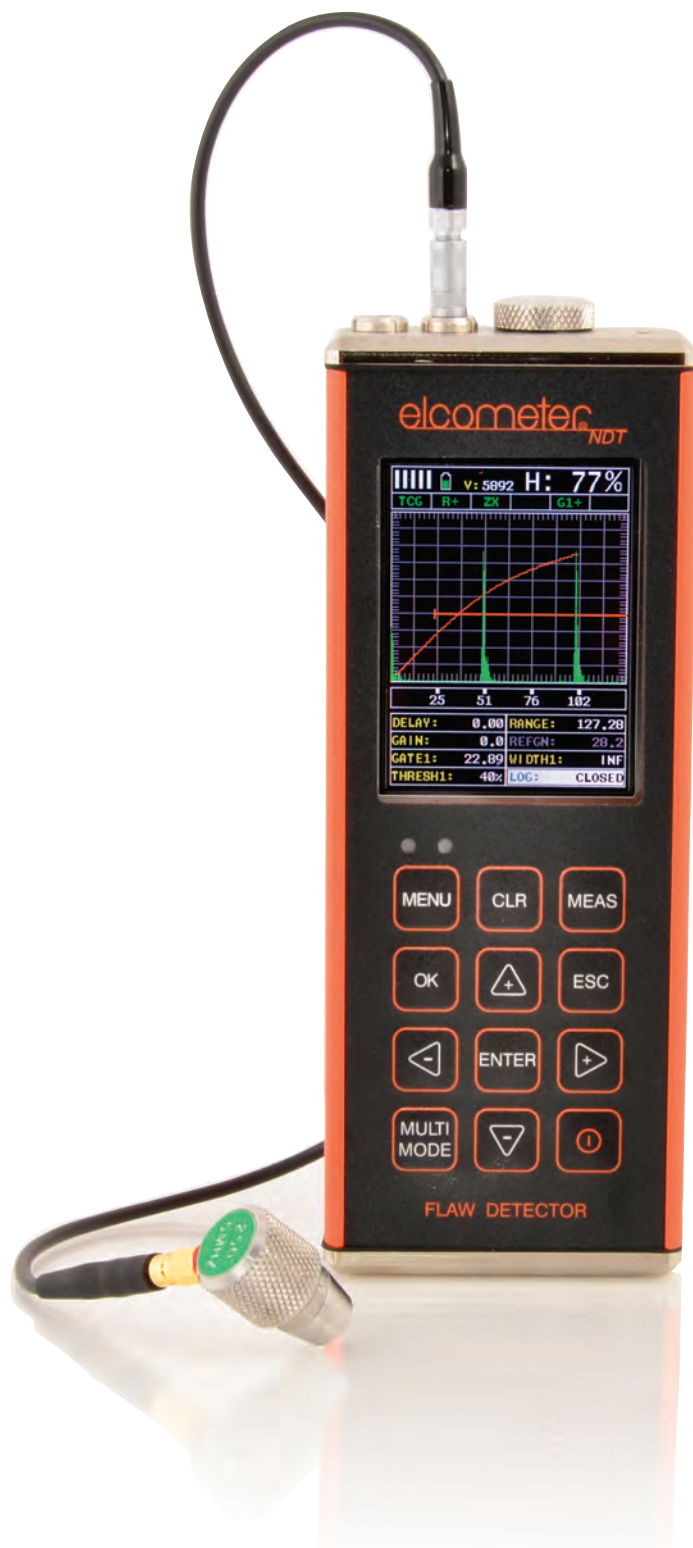 elcometer®
NDT
V: 5892 H: 77%
TCG R+ ZX G1+
25 51 76 102
DELAY: 0.00 RANGE: 127.28
GAIN: 0.0 REFGN: 28.2
GATE1: 22.89 WIDTH1: INF
THRESH1: 40% LOG: CLOSED
MENU CLR MEAS
OK + ESC
- ENTER +
MULTI
MODE -
FLAW DETECTOR
5MHZ